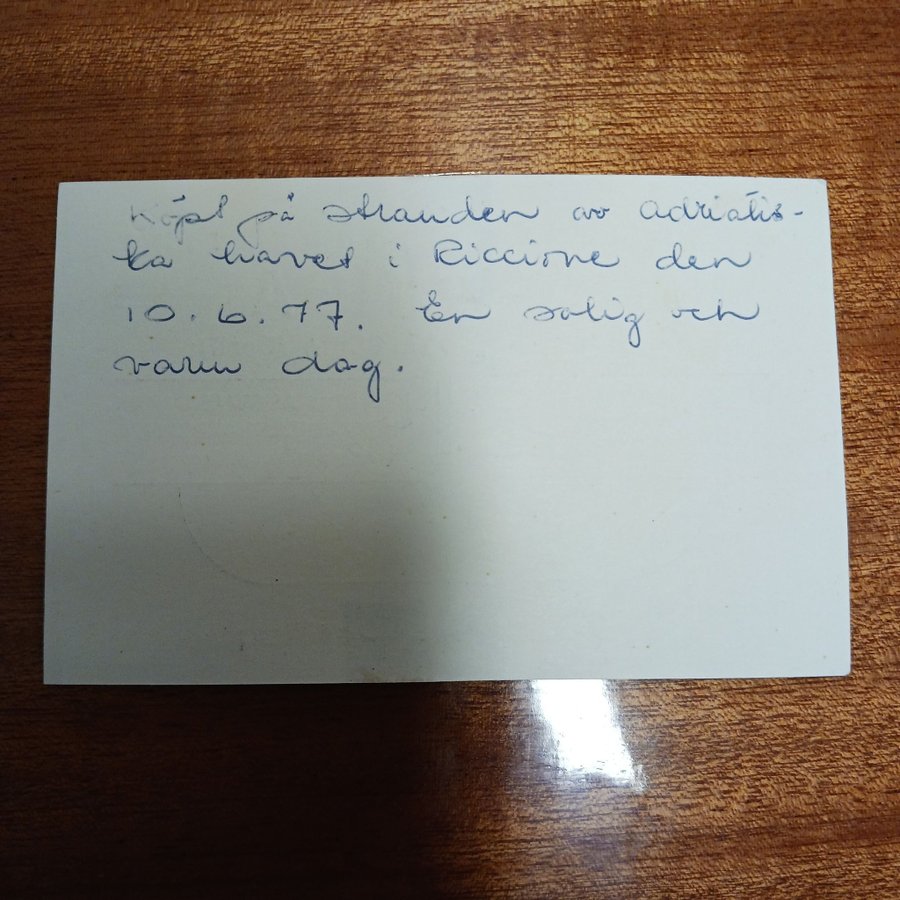 Köpt på stranden av Adriatis-
ka havet i Riccione den
10.6.77. En solig och
varm dag.